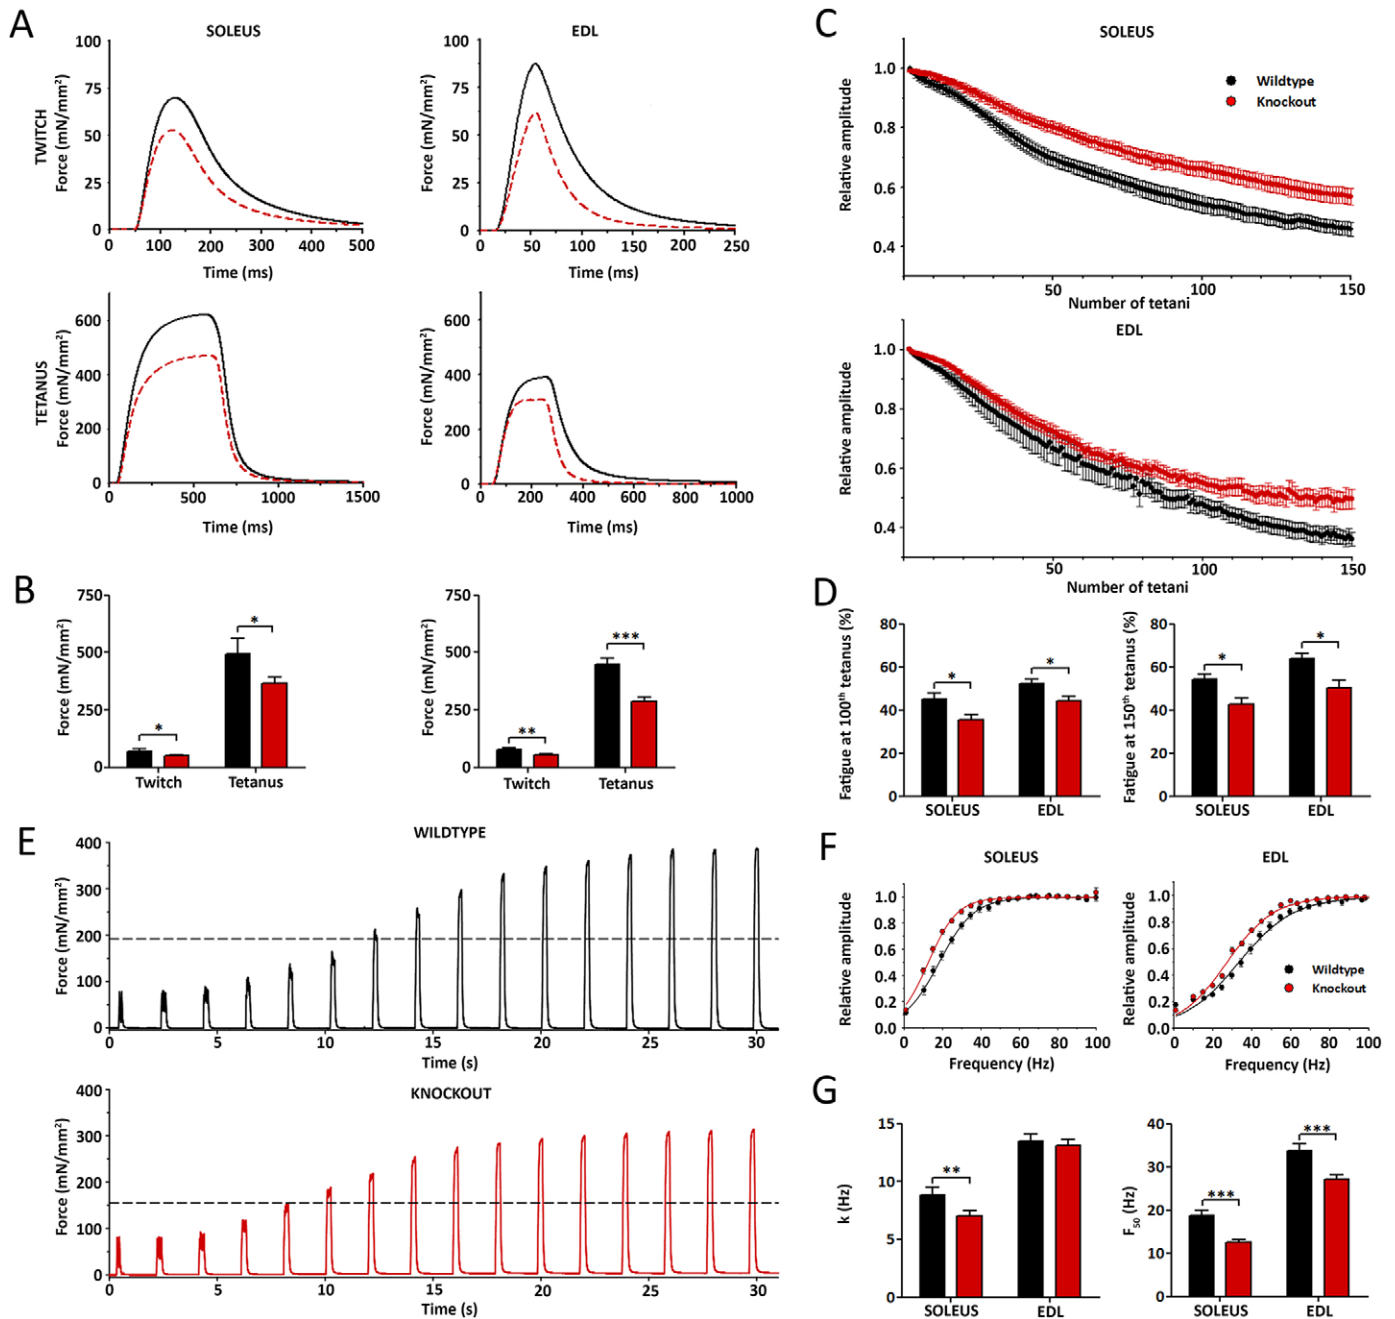 A
SOLEUS
EDL
TWITCH
Force (mN/mm²)
100
75
50
25
0
0 100 200 300 400 500
Time (ms)
Force (mN/mm²)
100
75
50
25
0
0 50 100 150 200 250
Time (ms)
TETANUS
Force (mN/mm²)
600
400
200
0
0 500 1000 1500
Time (ms)
Force (mN/mm²)
600
400
200
0
0 200 400 600 800 1000
Time (ms)
B
Force (mN/mm²)
750
500
250
0
*
*
Twitch Tetanus
Force (mN/mm²)
750
500
250
0
**
***
Twitch Tetanus
C
SOLEUS
Wildtype
Knockout
Relative amplitude
1.0
0.8
0.6
0.4
50 100 150
Number of tetani
EDL
Relative amplitude
1.0
0.8
0.6
0.4
50 100 150
Number of tetani
D
Fatigue at 100th tetanus (%)
80
60
40
20
0
*
*
SOLEUS EDL
Fatigue at 150th tetanus (%)
80
60
40
20
0
*
*
SOLEUS EDL
E
WILDTYPE
Force (mN/mm²)
400
300
200
100
0
0 5 10 15 20 25 30
Time (s)
KNOCKOUT
Force (mN/mm²)
400
300
200
100
0
0 5 10 15 20 25 30
Time (s)
F
SOLEUS
Relative amplitude
1.0
0.8
0.6
0.4
0.2
0.0
0 20 40 60 80 100
Frequency (Hz)
EDL
Relative amplitude
1.0
0.8
0.6
0.4
0.2
0.0
Wildtype
Knockout
0 20 40 60 80 100
Frequency (Hz)
G
k (Hz)
15
10
5
0
**
SOLEUS EDL
F50 (Hz)
40
30
20
10
0
***
***
SOLEUS EDL